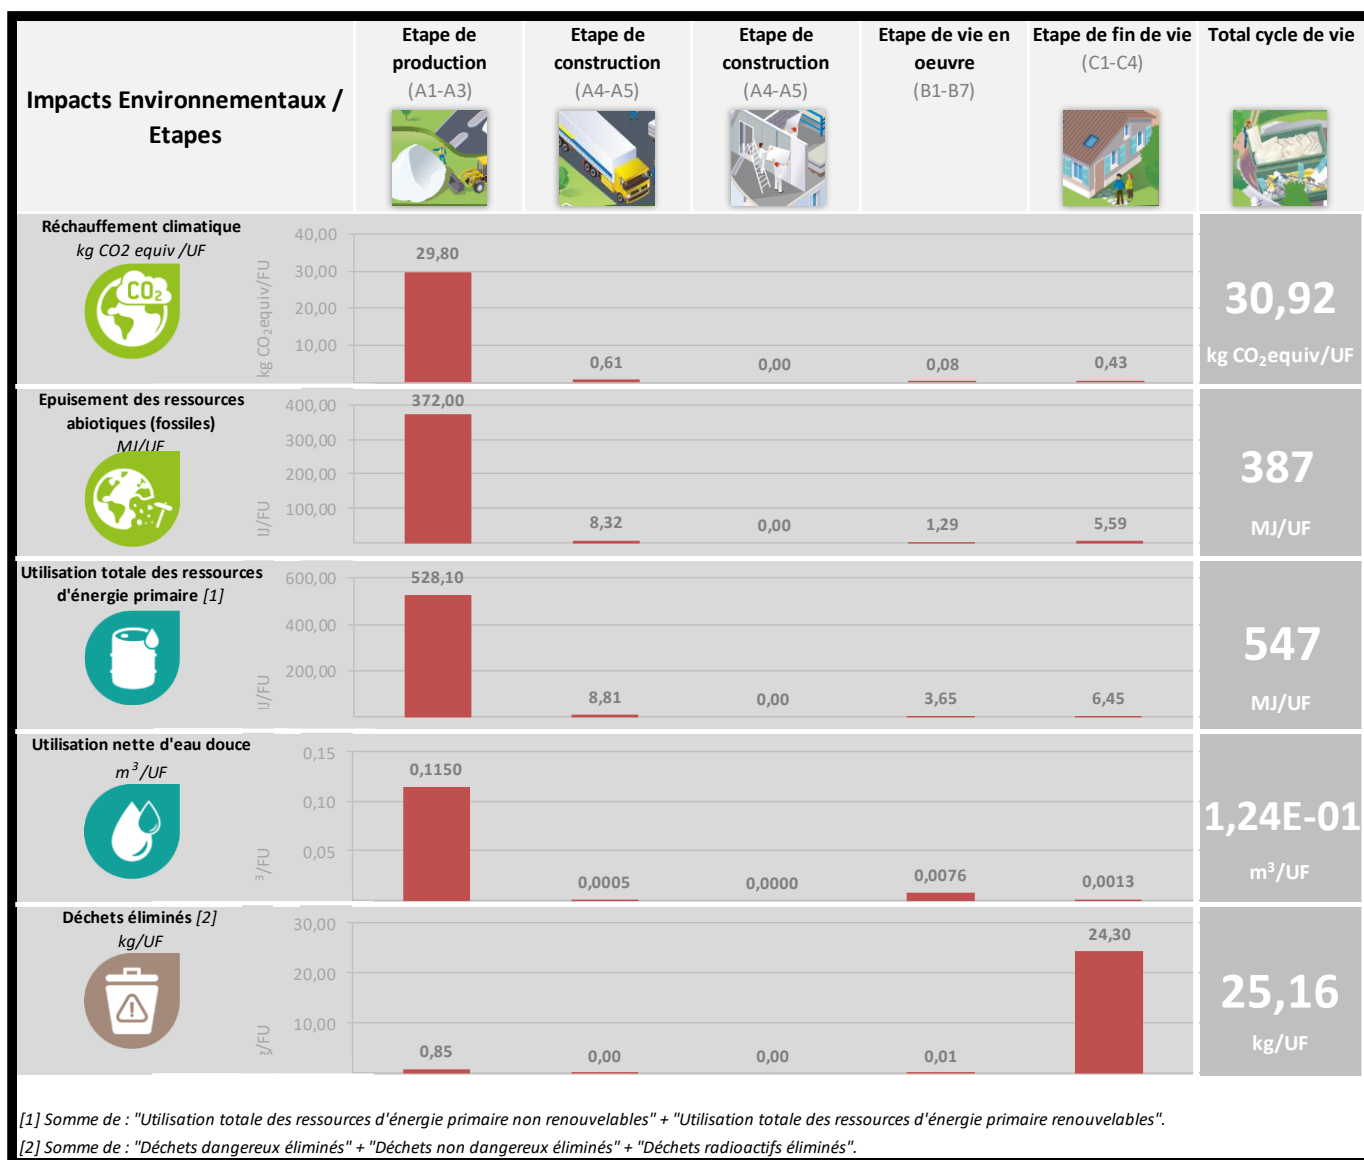 Impacts Environnementaux /
Etapes
Etape de
production
(A1-A3)
Etape de
construction
(A4-A5)
Etape de
construction
(A4-A5)
Etape de vie en
oeuvre
(B1-B7)
Etape de fin de vie
(C1-C4)
Total cycle de vie
Réchauffement climatique
kg CO2 equiv /UF
CO2
kg CO2equiv/FU
40,00
30,00
20,00
10,00
29,80
0,61
0,00
0,08
0,43
30,92
kg CO2equiv/UF
Epuisement des ressources
abiotiques (fossiles)
MJ/UF
/FU
400,00
300,00
200,00
100,00
372,00
8,32
0,00
1,29
5,59
387
MJ/UF
Utilisation totale des ressources
d'énergie primaire [1]
/FU
600,00
400,00
200,00
528,10
8,81
0,00
3,65
6,45
547
MJ/UF
Utilisation nette d'eau douce
m³/UF
³/FU
0,15
0,10
0,05
0,1150
0,0005
0,0000
0,0076
0,0013
1,24E-01
m³/UF
Déchets éliminés [2]
kg/UF
/FU
30,00
20,00
10,00
0,85
0,00
0,00
0,01
24,30
25,16
kg/UF
[1] Somme de : "Utilisation totale des ressources d'énergie primaire non renouvelables" + "Utilisation totale des ressources d'énergie primaire renouvelables".
[2] Somme de : "Déchets dangereux éliminés" + "Déchets non dangereux éliminés" + "Déchets radioactifs éliminés".